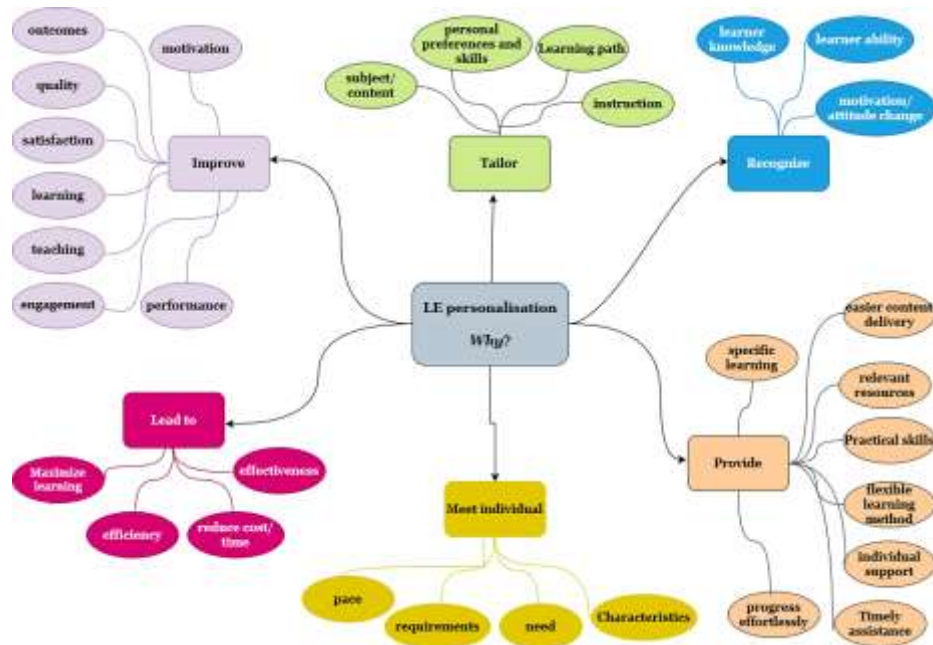 outcomes
motivation
quality
satisfaction
learning
teaching
engagement
performance
Improve
personal
preferences and
skills
Learning path
subject/
content
instruction
Tailor
learner
knowledge
learner ability
motivation/
attitude change
Recognize
LE personalisation
Why?
Lead to
Maximize
learning
effectiveness
efficiency
reduce cost/
time
Meet individual
pace
requirements
need
Characteristics
specific
learning
easier content
delivery
relevant
resources
Practical skills
Provide
flexible
learning
method
individual
support
progress
effortlessly
Timely
assistance